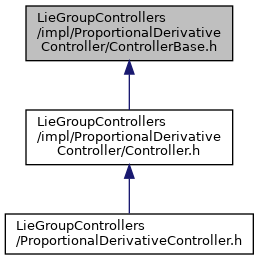 LieGroupControllers
/impl/ProportionalDerivative
Controller/ControllerBase.h
LieGroupControllers
/impl/ProportionalDerivative
Controller/Controller.h
LieGroupControllers
/ProportionalDerivativeController.h